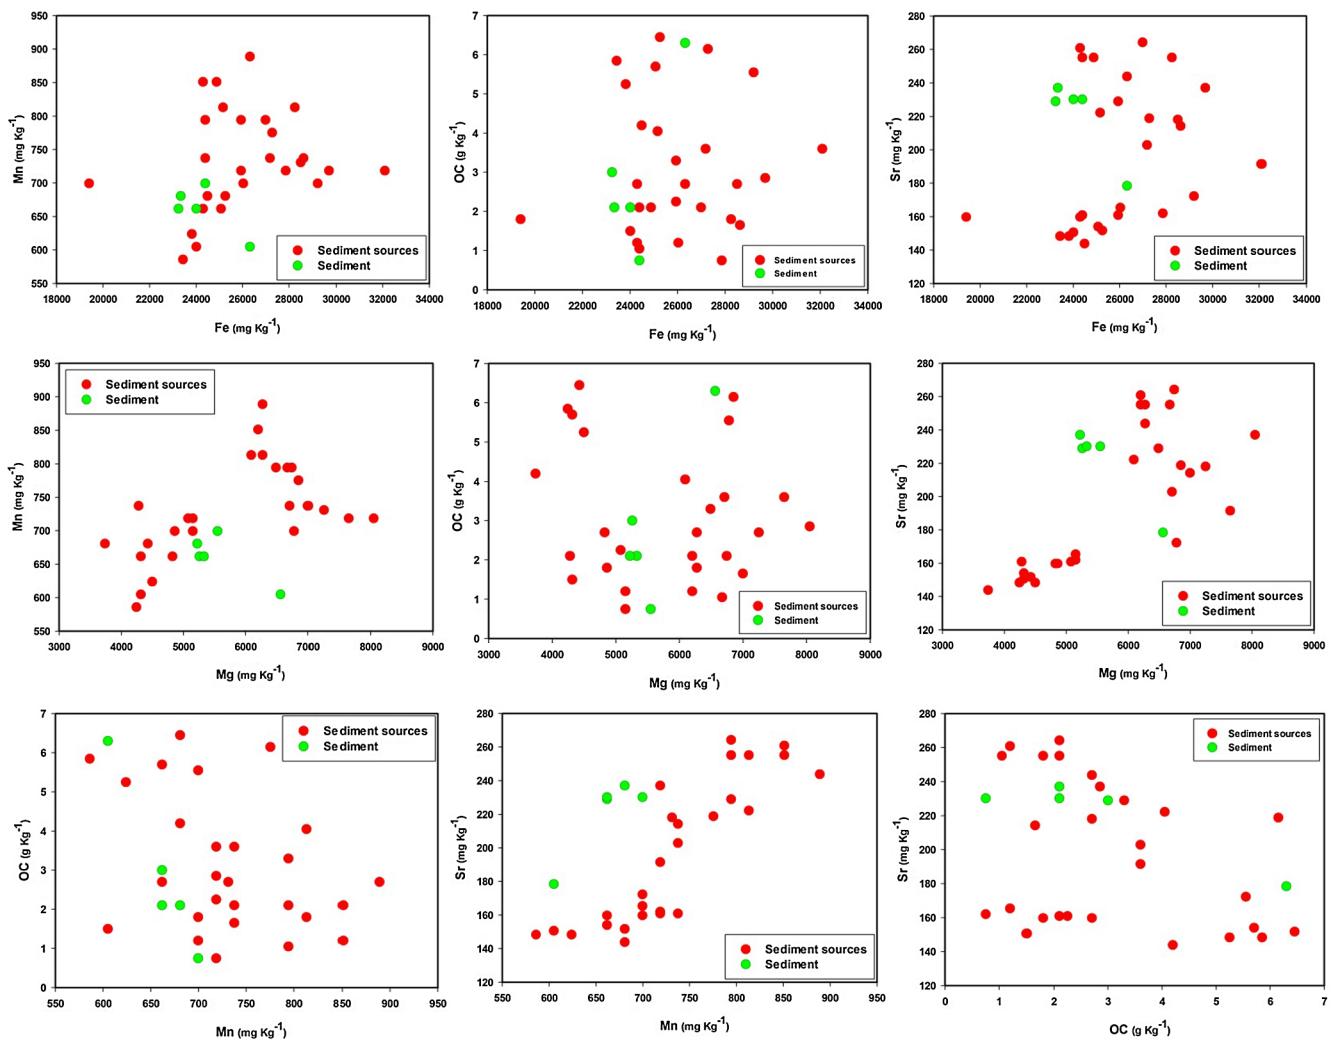 950
900
850
800
750
700
650
600
550
Mn (mg Kg-1)
18000 20000 22000 24000 26000 28000 30000 32000 34000
Fe (mg Kg-1)
Sediment sources
Sediment
7
6
5
4
3
2
1
0
OC (g Kg-1)
18000 20000 22000 24000 26000 28000 30000 32000 34000
Fe (mg Kg-1)
Sediment sources
Sediment
280
260
240
220
200
180
160
140
120
Sr (mg Kg-1)
18000 20000 22000 24000 26000 28000 30000 32000 34000
Fe (mg Kg-1)
Sediment sources
Sediment
950
900
850
800
750
700
650
600
550
Mn (mg Kg-1)
3000 4000 5000 6000 7000 8000 9000
Mg (mg Kg-1)
Sediment sources
Sediment
7
6
5
4
3
2
1
0
OC (g Kg-1)
3000 4000 5000 6000 7000 8000 9000
Mg (mg Kg-1)
Sediment sources
Sediment
280
260
240
220
200
180
160
140
120
Sr (mg Kg-1)
3000 4000 5000 6000 7000 8000 9000
Mg (mg Kg-1)
Sediment sources
Sediment
7
6
5
4
3
2
1
0
OC (g Kg-1)
550 600 650 700 750 800 850 900 950
Mn (mg Kg-1)
Sediment sources
Sediment
280
260
240
220
200
180
160
140
120
Sr (mg Kg-1)
550 600 650 700 750 800 850 900 950
Mn (mg Kg-1)
Sediment sources
Sediment
280
260
240
220
200
180
160
140
120
Sr (mg Kg-1)
0 1 2 3 4 5 6 7
OC (g Kg-1)
Sediment sources
Sediment